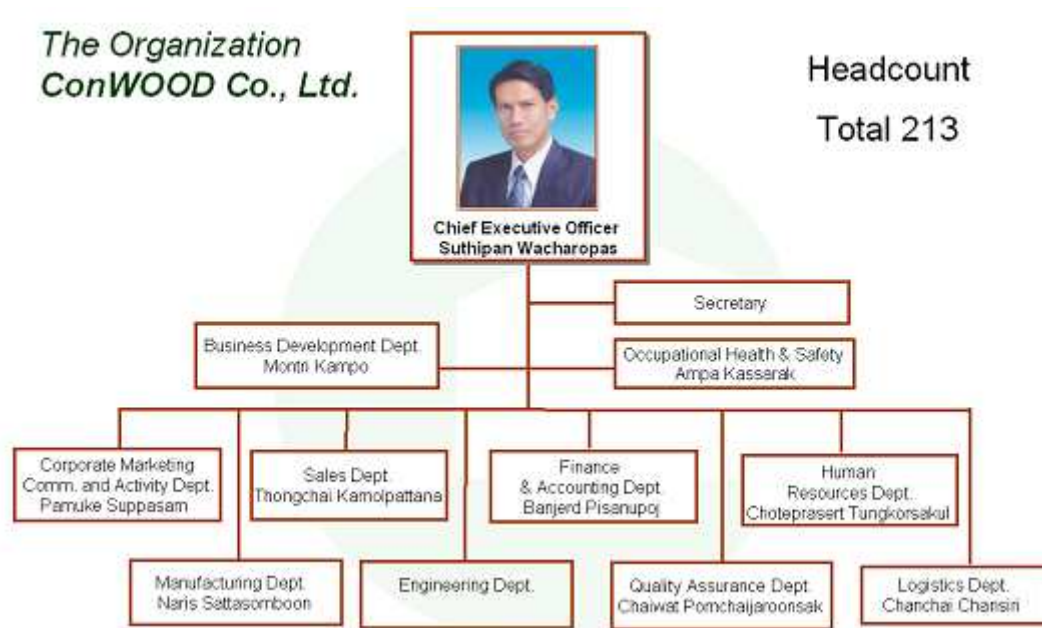 The Organization
ConWOOD Co., Ltd.
Headcount
Total 213
Chief Executive Officer
Suthipan Wacharopas
Secretary
Business Development Dept.
Montri Kampo
Occupational Health & Safety
Ampa Kassarak
Corporate Marketing
Comm. and Activity Dept.
Pamuke Suppasam
Sales Dept.
Thongchai Kamolpattana
Finance
& Accounting Dept.
Banjerd Pisanupoj
Human
Resources Dept.
Choteprasert Tungkorsakul
Manufacturing Dept.
Naris Sattasomboon
Engineering Dept.
Quality Assurance Dept.
Chaiwat Pornchaijaroonsak
Logistics Dept.
Chanchai Chansiri